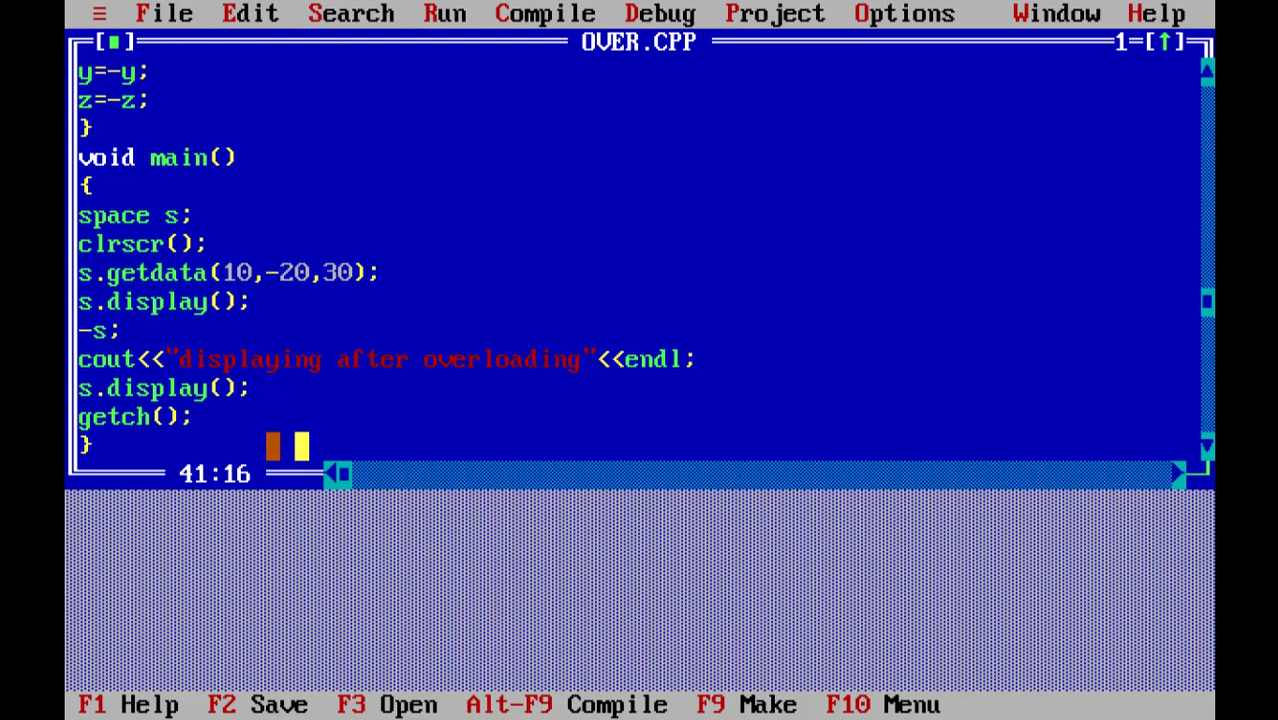 ≡ File Edit Search Run Compile Debug Project Options Window Help
[■] OVER.CPP 1=[↑]
y=-y;
z=-z;
}
void main()
{
space s;
clrscr();
s.getdata(10,-20,30);
s.display();
-s;
cout<<"displaying after overloading"<<endl;
s.display();
getch();
}
41:16
F1 Help F2 Save F3 Open Alt-F9 Compile F9 Make F10 Menu